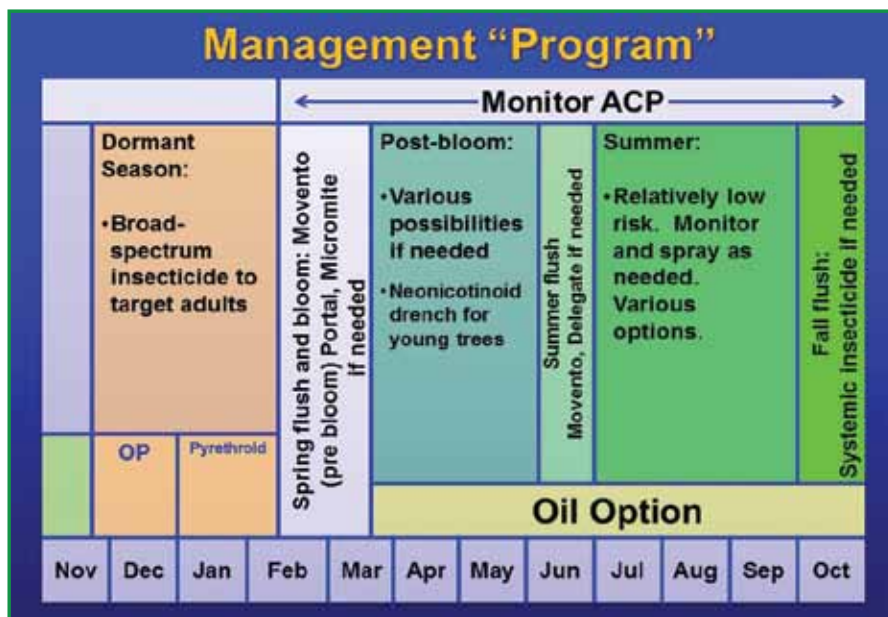 Management “Program”
Monitor ACP
Dormant
Season:
•Broad-
spectrum
insecticide to
target adults
OP
Pyrethroid
Spring flush and bloom: Movento
(pre bloom) Portal, Micromite
if needed
Post-bloom:
•Various
possibilities
if needed
•Neonicotinoid
drench for
young trees
Summer flush
Movento, Delegate if needed
Summer:
•Relatively low
risk. Monitor
and spray as
needed.
Various
options.
Fall flush:
Systemic insecticide if needed
Oil Option
Nov Dec Jan Feb Mar Apr May Jun Jul Aug Sep Oct